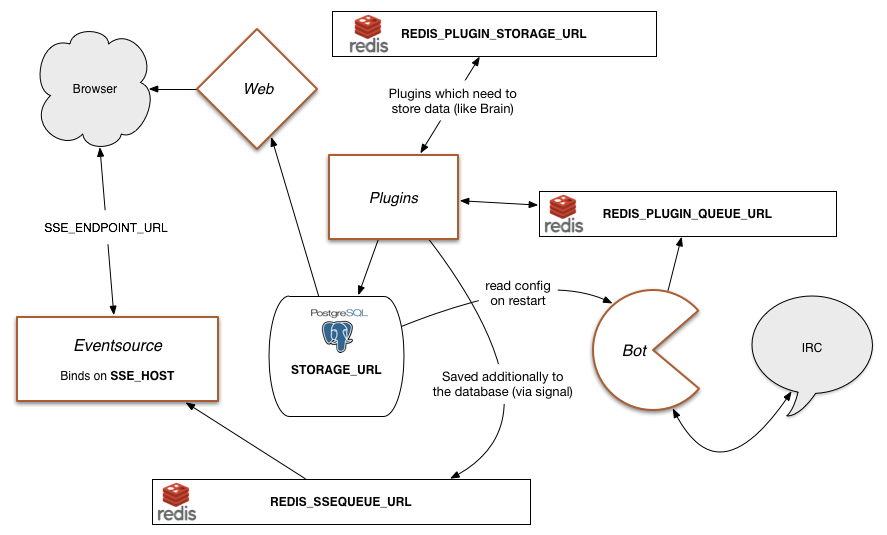 redis
REDIS_PLUGIN_STORAGE_URL
Browser
Web
Plugins which need to
store data (like Brain)
Plugins
redis
REDIS_PLUGIN_QUEUE_URL
SSE_ENDPOINT_URL
read config
on restart
PostgreSQL
STORAGE_URL
Eventsource
Binds on SSE_HOST
Bot
IRC
Saved additionally to
the database (via signal)
redis
REDIS_SSEQUEUE_URL